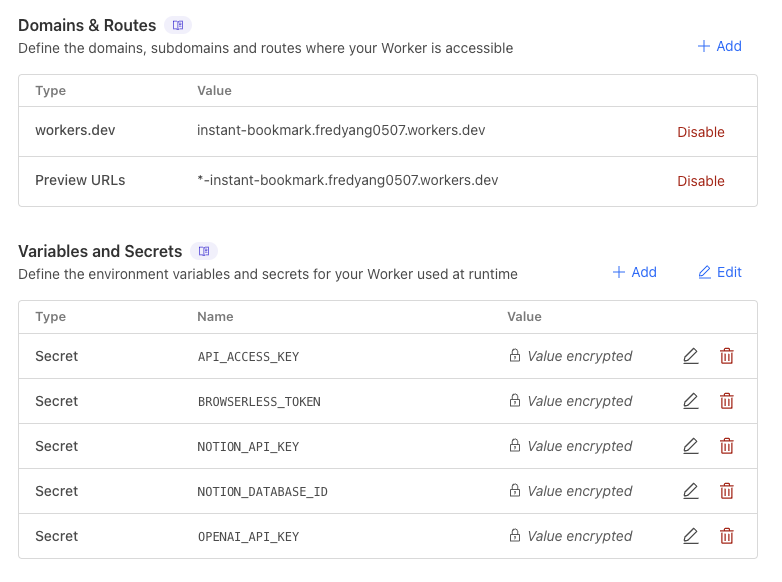 Domains & Routes
Define the domains, subdomains and routes where your Worker is accessible
Add
Type Value
workers.dev instant-bookmark.fredyang0507.workers.dev Disable
Preview URLs *-instant-bookmark.fredyang0507.workers.dev Disable
Variables and Secrets
Define the environment variables and secrets for your Worker used at runtime
Add Edit
Type Name Value
Secret API_ACCESS_KEY Value encrypted
Secret BROWSERLESS_TOKEN Value encrypted
Secret NOTION_API_KEY Value encrypted
Secret NOTION_DATABASE_ID Value encrypted
Secret OPENAI_API_KEY Value encrypted